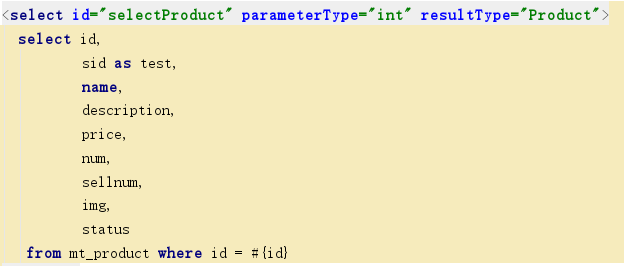 <select id="selectProduct" parameterType="int" resultType="Product">
select id,
sid as test,
name,
description,
price,
num,
sellnum,
img,
status
from mt_product where id = #{id}